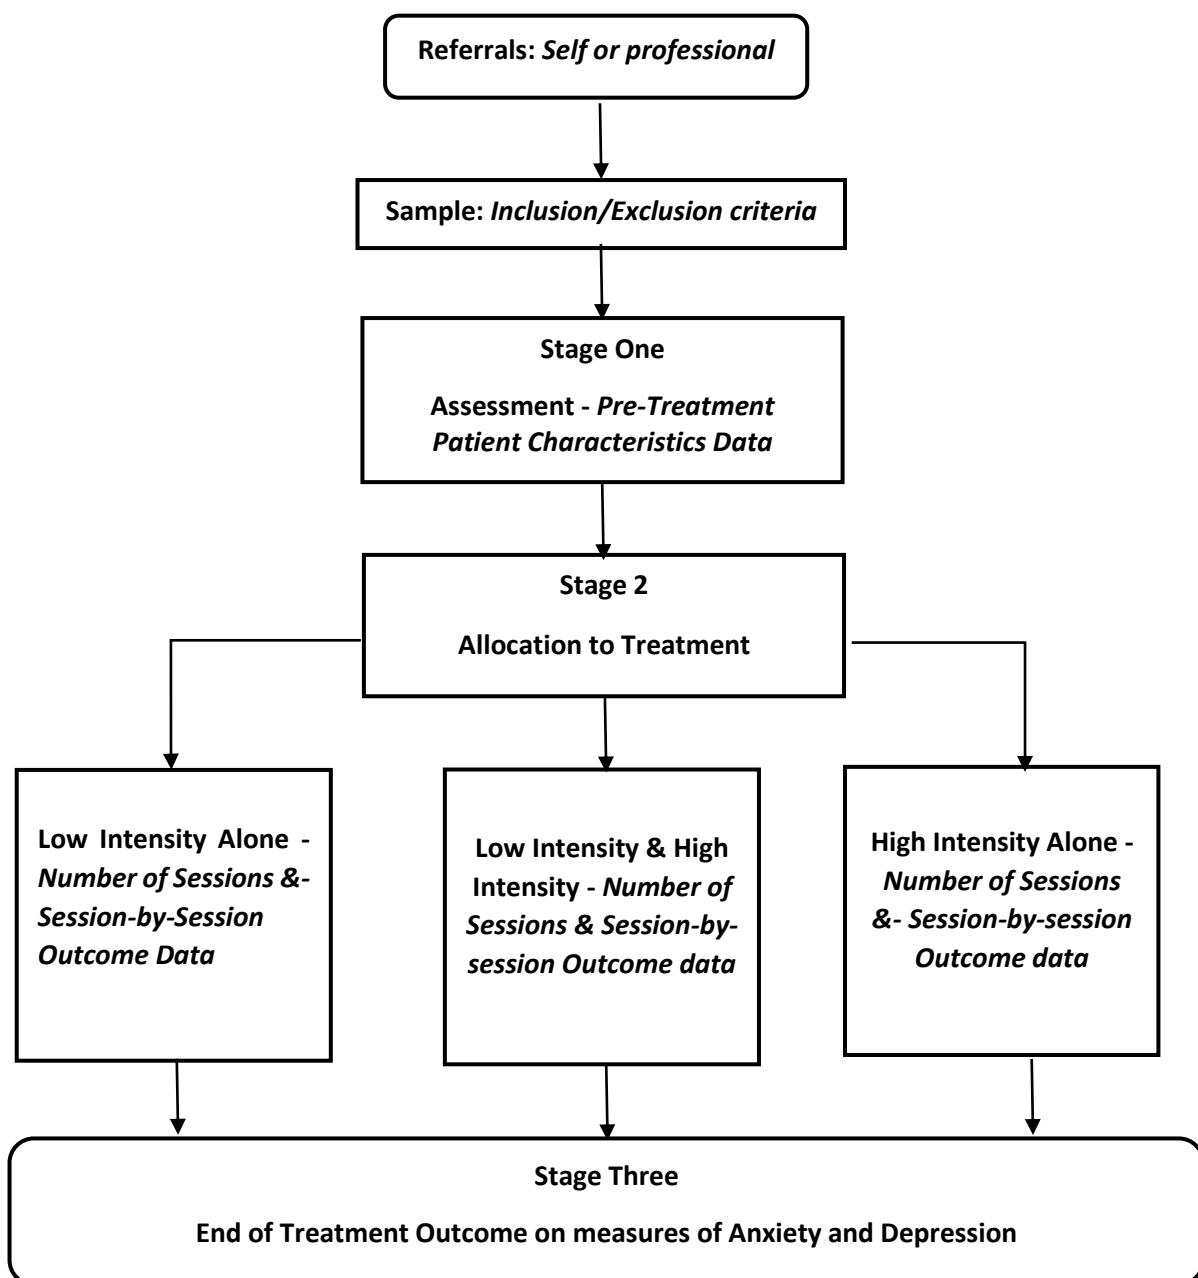 Referrals: Self or professional
Sample: Inclusion/Exclusion criteria
Stage One
Assessment - Pre-Treatment
Patient Characteristics Data
Stage 2
Allocation to Treatment
Low Intensity Alone -
Number of Sessions &-
Session-by-Session
Outcome Data
Low Intensity & High
Intensity - Number of
Sessions & Session-by-
session Outcome data
High Intensity Alone -
Number of Sessions
&- Session-by-session
Outcome data
Stage Three
End of Treatment Outcome on measures of Anxiety and Depression